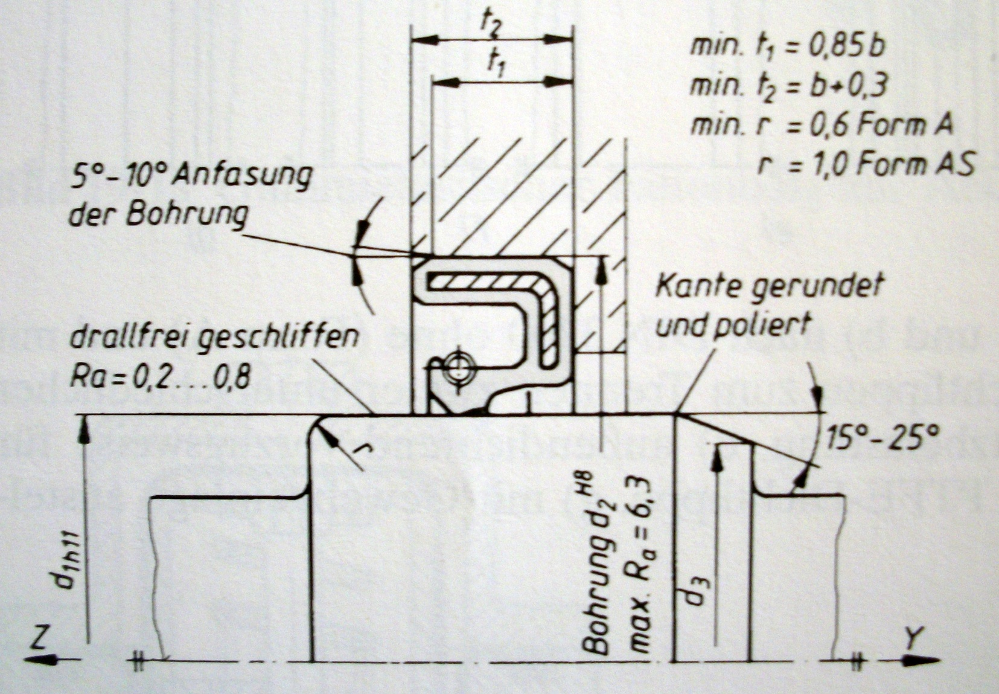 t2
t1
min. t1 = 0,85 b
min. t2 = b+0,3
min. r = 0,6 Form A
r = 1,0 Form AS
5°-10° Anfasung
der Bohrung
drallfrei geschliffen
Ra = 0,2...0,8
Kante gerundet
und poliert
15°-25°
r
d1h11
Bohrung d2 H8
max. Ra = 6,3
d3
Z
Y